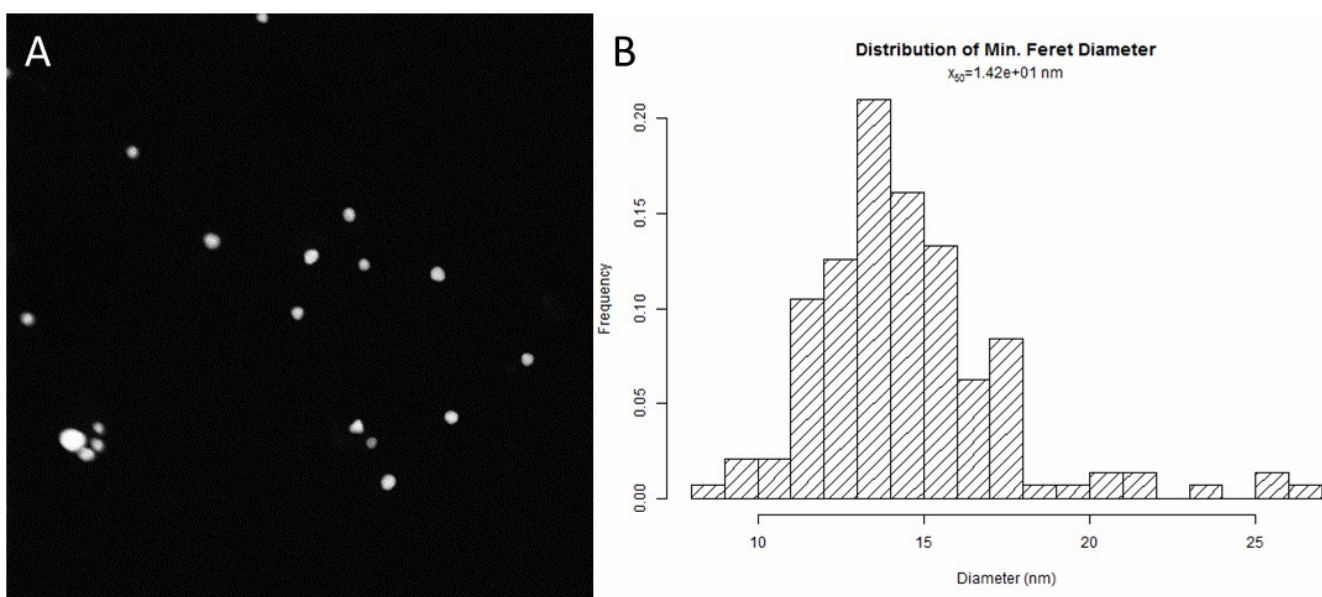 A
B
Distribution of Min. Feret Diameter
x50=1.42e+01 nm
Frequency
0.20
0.15
0.10
0.05
0.00
10 15 20 25
Diameter (nm)